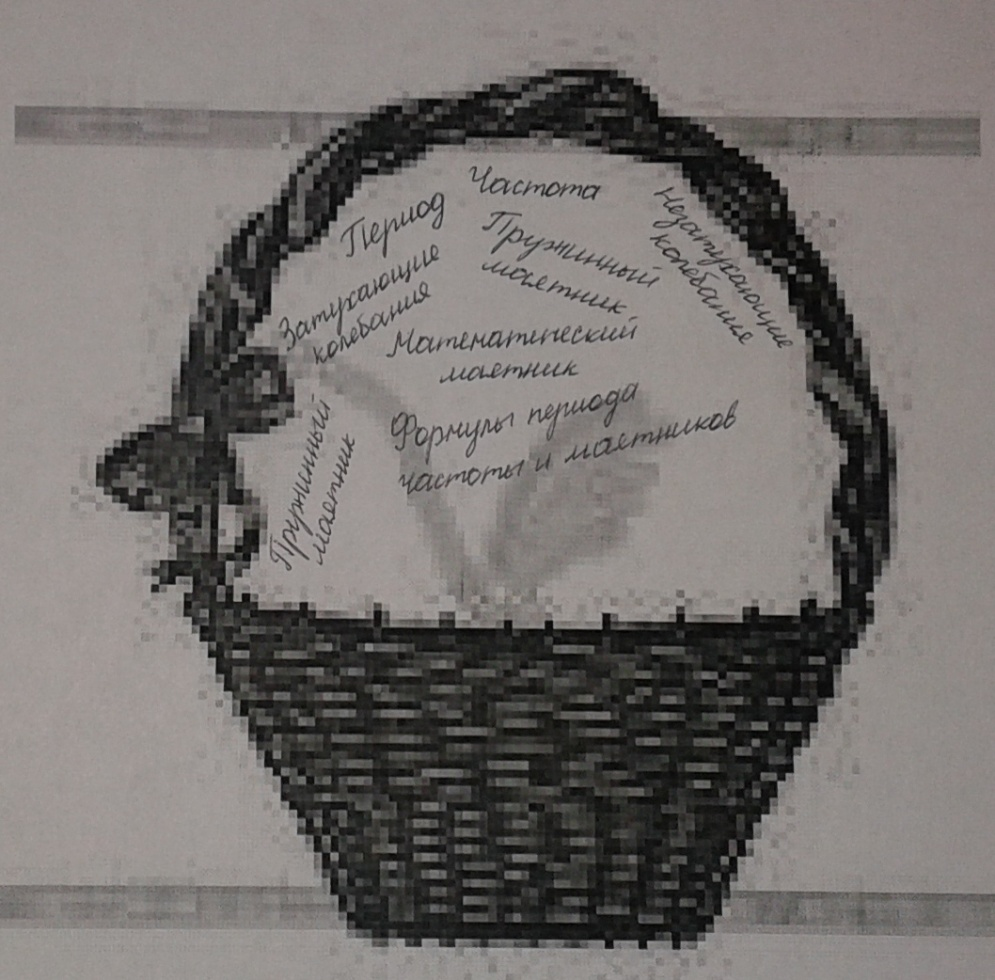 Частота
Период
Незатухающие
колебания
Пружинный
маятник
Затухающие
колебания
Математический
маятник
Формулы периода
частоты и маятников
Пружинный
маятник